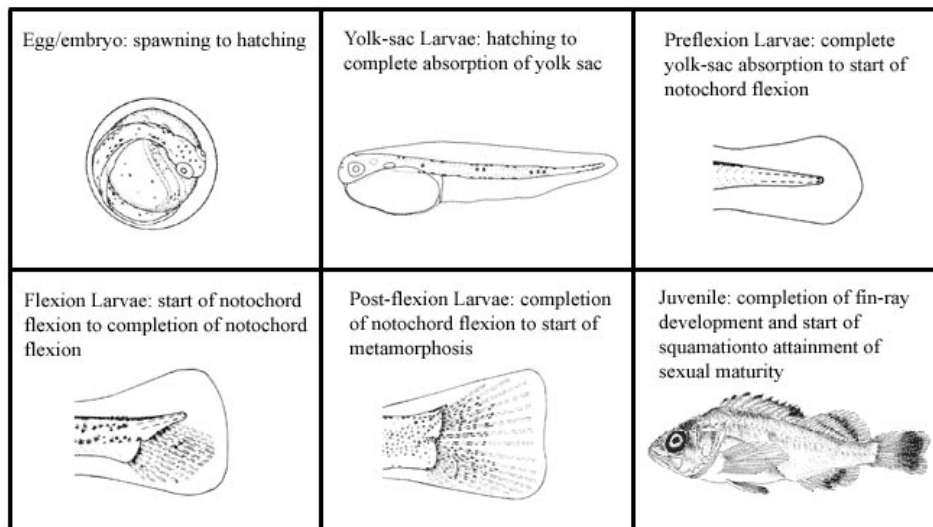 Egg/embryo: spawning to hatching
Yolk-sac Larvae: hatching to
complete absorption of yolk sac
Preflexion Larvae: complete
yolk-sac absorption to start of
notochord flexion
Flexion Larvae: start of notochord
flexion to completion of notochord
flexion
Post-flexion Larvae: completion
of notochord flexion to start of
metamorphosis
Juvenile: completion of fin-ray
development and start of
squamationto attainment of
sexual maturity